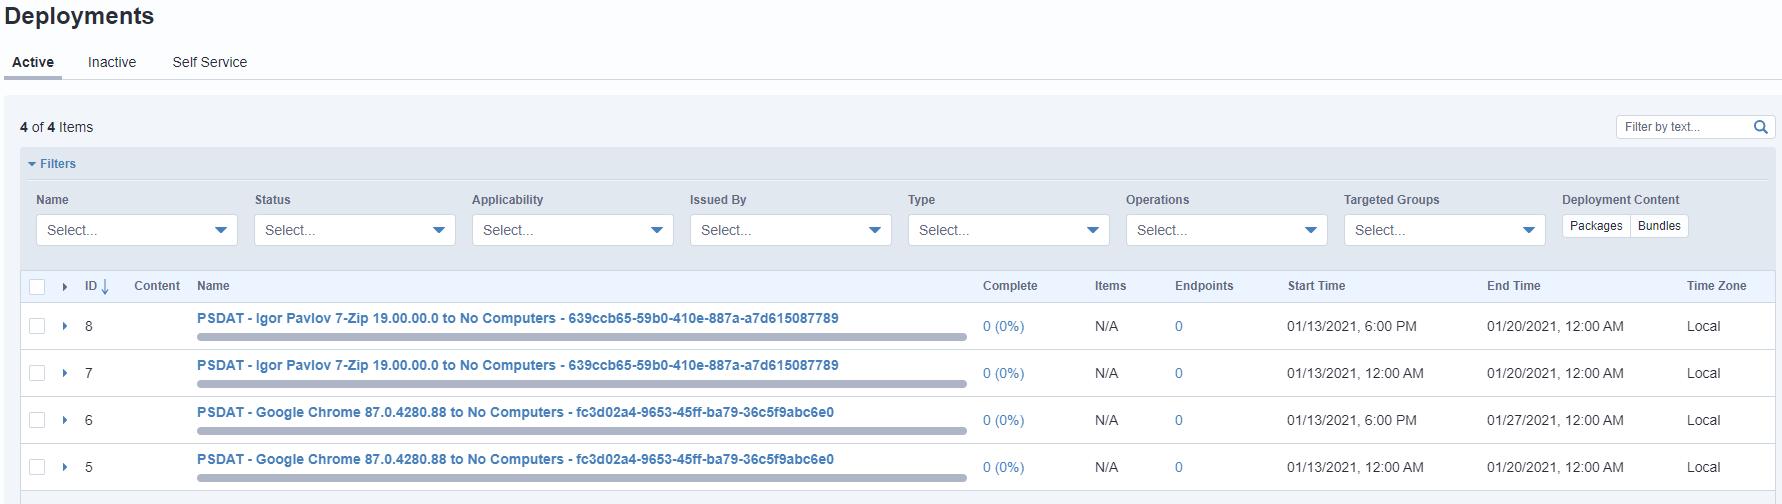 Deployments
Active Inactive Self Service
4 of 4 Items Filter by text...
Filters
Name Status Applicability Issued By Type Operations Targeted Groups Deployment Content
Select... Select... Select... Select... Select... Select... Select... Packages Bundles
ID Content Name Complete Items Endpoints Start Time End Time Time Zone
8 PSDAT - Igor Pavlov 7-Zip 19.00.00.0 to No Computers - 639ccb65-59b0-410e-887a-a7d615087789 0 (0%) N/A 0 01/13/2021, 6:00 PM 01/20/2021, 12:00 AM Local
7 PSDAT - Igor Pavlov 7-Zip 19.00.00.0 to No Computers - 639ccb65-59b0-410e-887a-a7d615087789 0 (0%) N/A 0 01/13/2021, 12:00 AM 01/20/2021, 12:00 AM Local
6 PSDAT - Google Chrome 87.0.4280.88 to No Computers - fc3d02a4-9653-45ff-ba79-36c5f9abc6e0 0 (0%) N/A 0 01/13/2021, 6:00 PM 01/27/2021, 12:00 AM Local
5 PSDAT - Google Chrome 87.0.4280.88 to No Computers - fc3d02a4-9653-45ff-ba79-36c5f9abc6e0 0 (0%) N/A 0 01/13/2021, 12:00 AM 01/20/2021, 12:00 AM Local